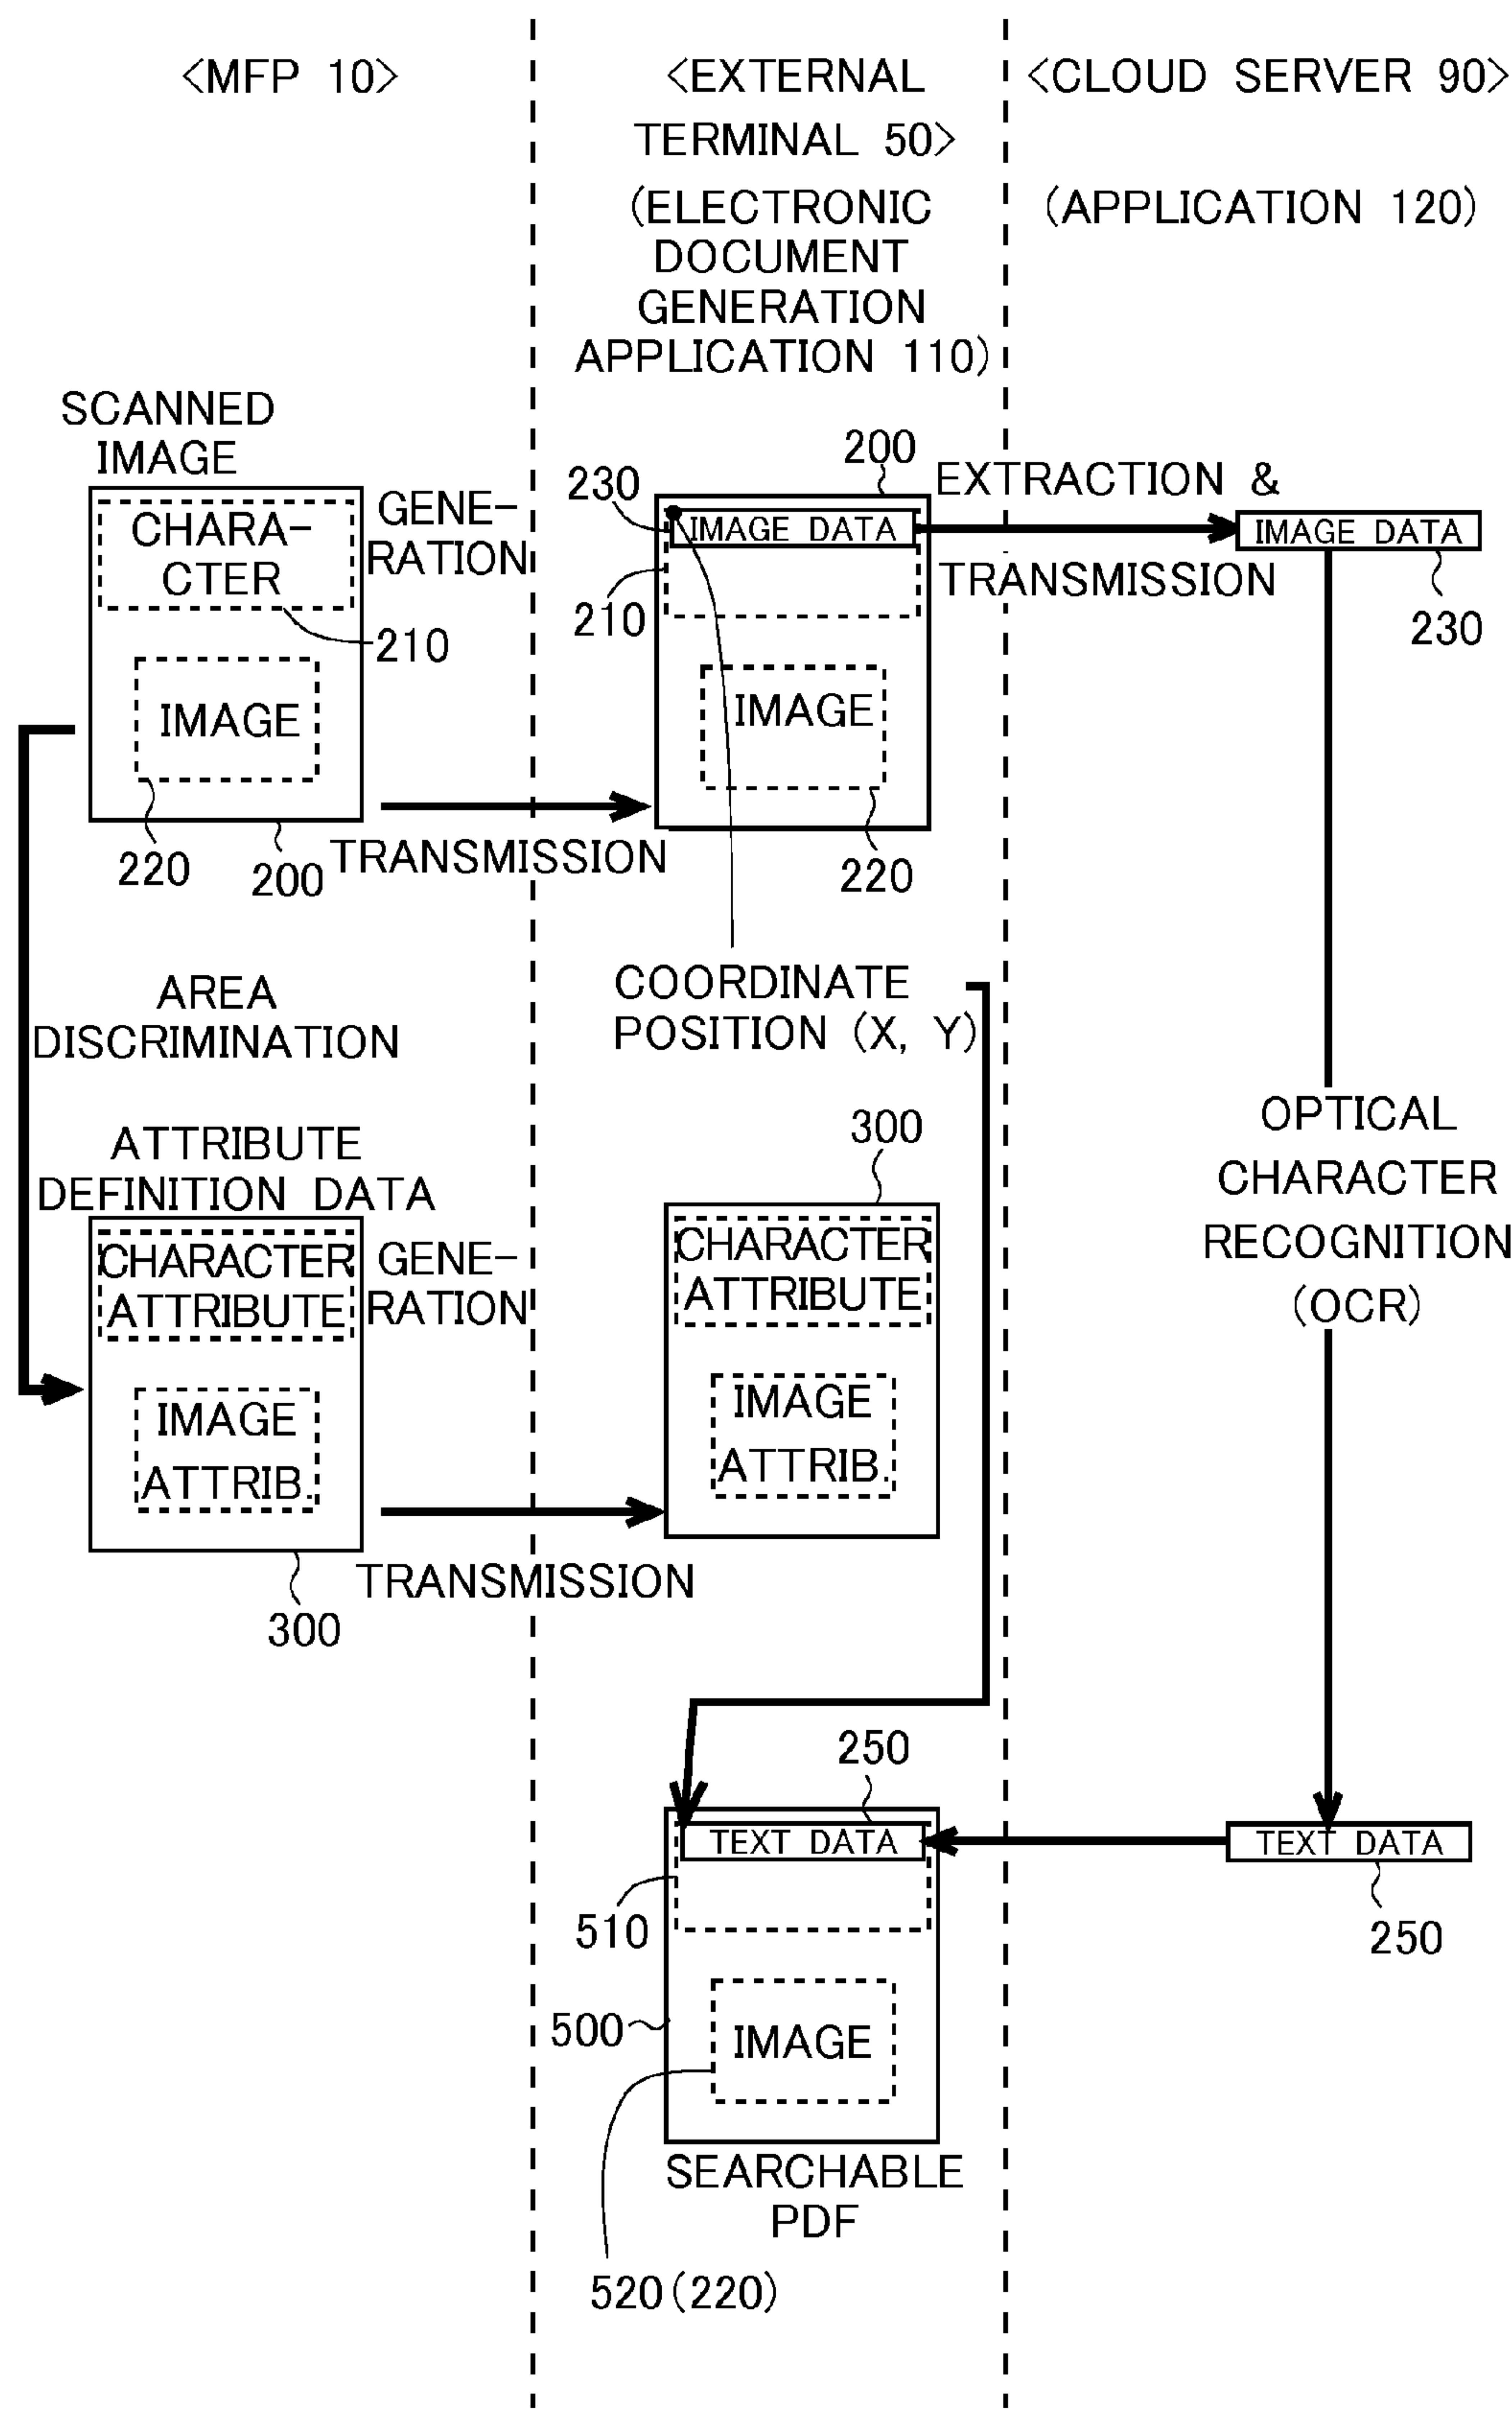 <MFP 10>
<EXTERNAL
TERMINAL 50>
(ELECTRONIC
DOCUMENT
GENERATION
APPLICATION 110)
<CLOUD SERVER 90>
(APPLICATION 120)
SCANNED
IMAGE
CHARA-
CTER
GENE-
RATION
210
IMAGE
220
200
TRANSMISSION
200
230
IMAGE DATA
210
IMAGE
220
EXTRACTION &
TRANSMISSION
IMAGE DATA
230
COORDINATE
POSITION (X, Y)
AREA
DISCRIMINATION
ATTRIBUTE
DEFINITION DATA
CHARACTER
ATTRIBUTE
GENE-
RATION
IMAGE
ATTRIB.
300
TRANSMISSION
300
CHARACTER
ATTRIBUTE
IMAGE
ATTRIB.
OPTICAL
CHARACTER
RECOGNITION
(OCR)
250
TEXT DATA
TEXT DATA
250
510
500
IMAGE
SEARCHABLE
PDF
520(220)